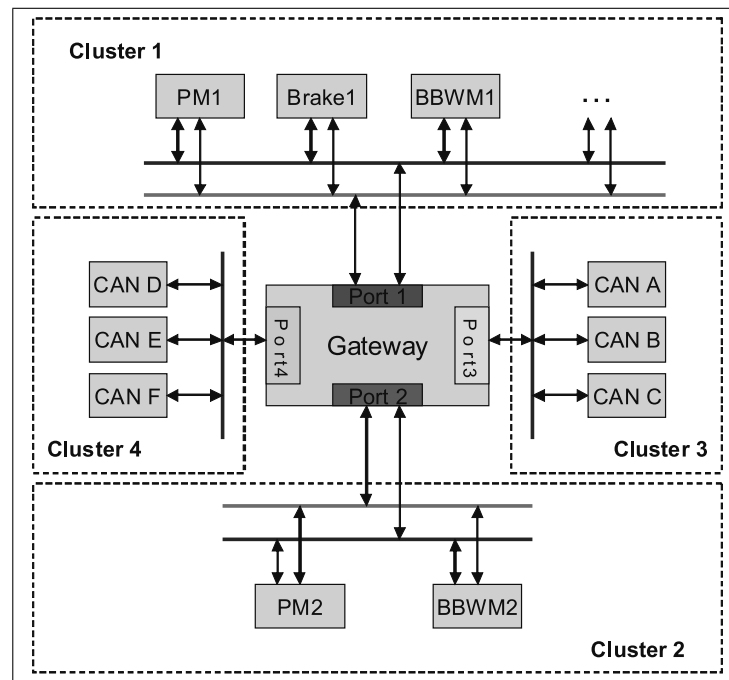 Cluster 1
PM1
Brake1
BBWM1
...
CAN D
CAN E
CAN F
Cluster 4
Port 1
Port4
Gateway
Port3
Port 2
CAN A
CAN B
CAN C
Cluster 3
PM2
BBWM2
Cluster 2